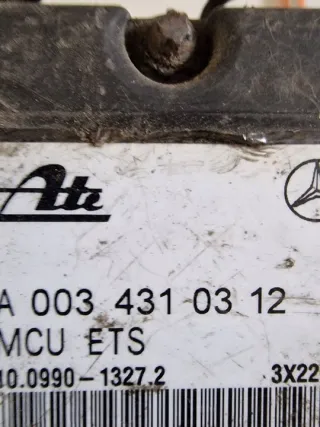 Ate
A 003 431 03 12
MCU ETS
10.0990-1327.2 3X22